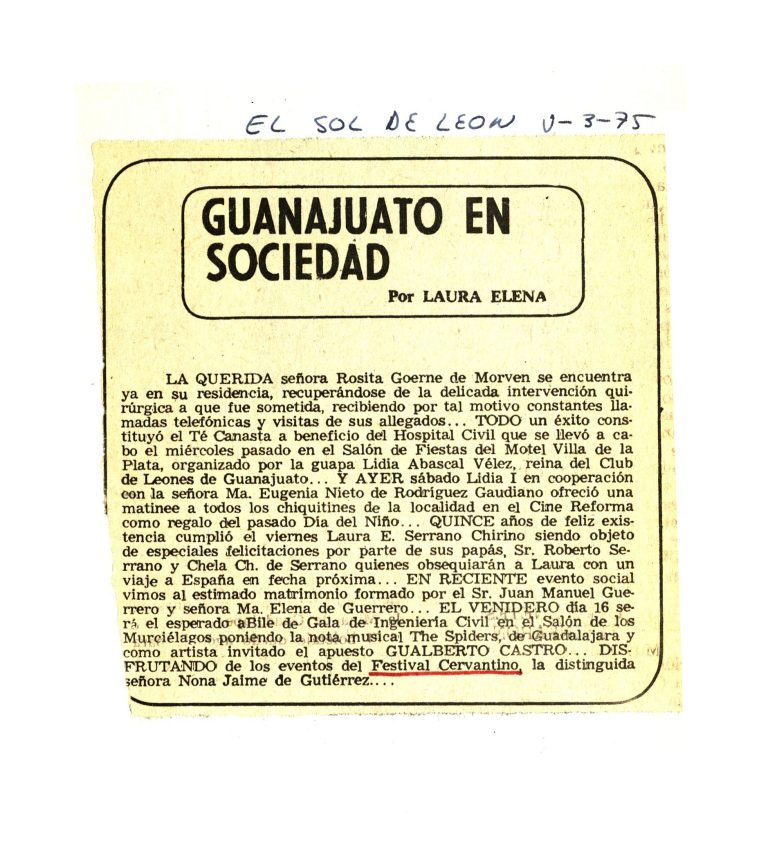 EL SOL DE LEON V-3-75
GUANAJUATO EN
SOCIEDAD
Por LAURA ELENA
LA QUERIDA señora Rosita Goerne de Morven se encuentra
ya en su residencia, recuperándose de la delicada intervención qui-
rúrgica a que fue sometida, recibiendo por tal motivo constantes lla-
madas telefónicas y visitas de sus allegados... TODO un éxito cons-
tituyó el Té Canasta a beneficio del Hospital Civil que se llevó a ca-
bo el miércoles pasado en el Salón de Fiestas del Motel Villa de la
Plata, organizado por la guapa Lidia Abascal Vélez, reina del Club
de Leones de Guanajuato... Y AYER sábado Lidia I en cooperación
con la señora Ma. Eugenia Nieto de Rodríguez Gaudiano ofreció una
matinee a todos los chiquitines de la localidad en el Cine Reforma
como regalo del pasado Día del Niño... QUINCE años de feliz exis-
tencia cumplió el viernes Laura E. Serrano Chirino siendo objeto
de especiales felicitaciones por parte de sus papás, Sr. Roberto Se-
rrano y Chela Ch. de Serrano quienes obsequiarán a Laura con un
viaje a España en fecha próxima... EN RECIENTE evento social
vimos al estimado matrimonio formado por el Sr. Juan Manuel Gue-
rrero y señora Ma. Elena de Guerrero... EL VENIDERO día 16 se-
rá el esperado aBile de Gala de Ingeniería Civil en el Salón de los
Murciélagos poniendo la nota musical The Spiders, de Guadalajara y
como artista invitado el apuesto GUALBERTO CASTRO... DIS-
FRUTANDO de los eventos del Festival Cervantino, la distinguida
señora Nona Jaime de Gutiérrez....